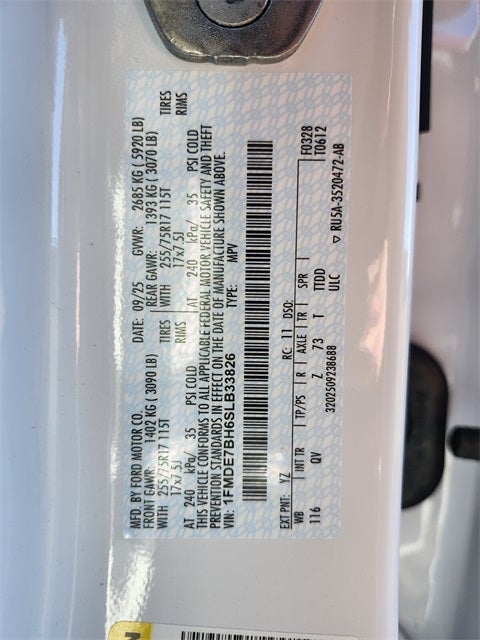 MFD. BY FORD MOTOR CO.
DATE: 09/25 GVWR: 2685 KG ( 5920 LB)
FRONT GAWR: 1402 KG ( 3090 LB)
REAR GAWR: 1393 KG ( 3070 LB)
WITH 255/75R17 115T TIRES
WITH 255/75R17 115T TIRES
17x7.5J RIMS
17x7.5J RIMS
AT 240 kPa/ 35 PSI COLD
AT 240 kPa/ 35 PSI COLD
THIS VEHICLE CONFORMS TO ALL APPLICABLE FEDERAL MOTOR VEHICLE SAFETY AND THEFT
PREVENTION STANDARDS IN EFFECT ON THE DATE OF MANUFACTURE SHOWN ABOVE.
VIN: 1FMDE7BH6SLB33826 TYPE: MPV
F0328
T0612
EXT PNT: YZ RC: 11 DSO:
WB INT TR TP/PS R AXLE TR SPR
116 QV Z 73 T TTDD
ULC
3202509238688
▽ RU5A-3520472-AB
N